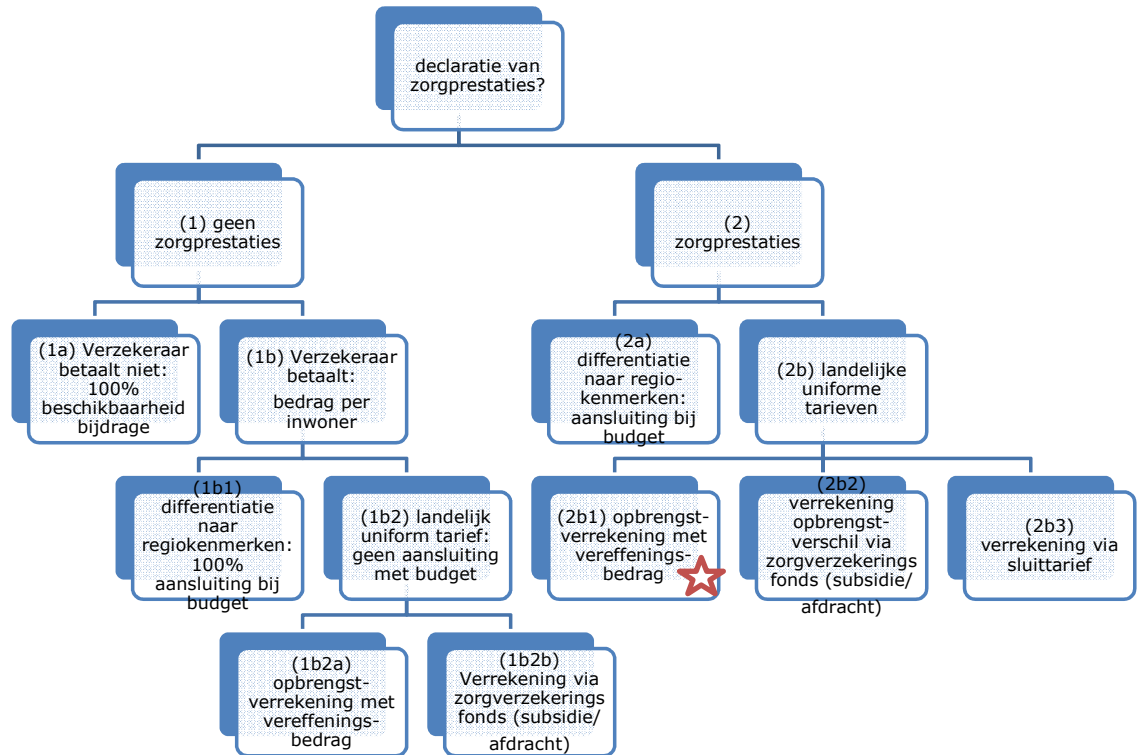 declaratie van
zorgprestaties?
(1) geen
zorgprestaties
(2)
zorgprestaties
(1a) Verzekeraar
betaalt niet:
100%
beschikbaarheid
bijdrage
(1b) Verzekeraar
betaalt:
bedrag per
inwoner
(2a)
differentiatie
naar regio-
kenmerken:
aansluiting bij
budget
(2b) landelijke
uniforme
tarieven
(1b1)
differentiatie
naar
regiokenmerken:
100%
aansluiting bij
budget
(1b2) landelijk
uniform tarief:
geen aansluiting
met budget
(2b1) opbrengst-
verrekening met
vereffenings-
bedrag
(2b2)
verrekening
opbrengst-
verschil via
zorgverzekerings
fonds (subsidie/
afdracht)
(2b3)
verrekening via
sluittarief
(1b2a)
opbrengst-
verrekening met
vereffenings-
bedrag
(1b2b)
Verrekening via
zorgverzekerings
fonds (subsidie/
afdracht)